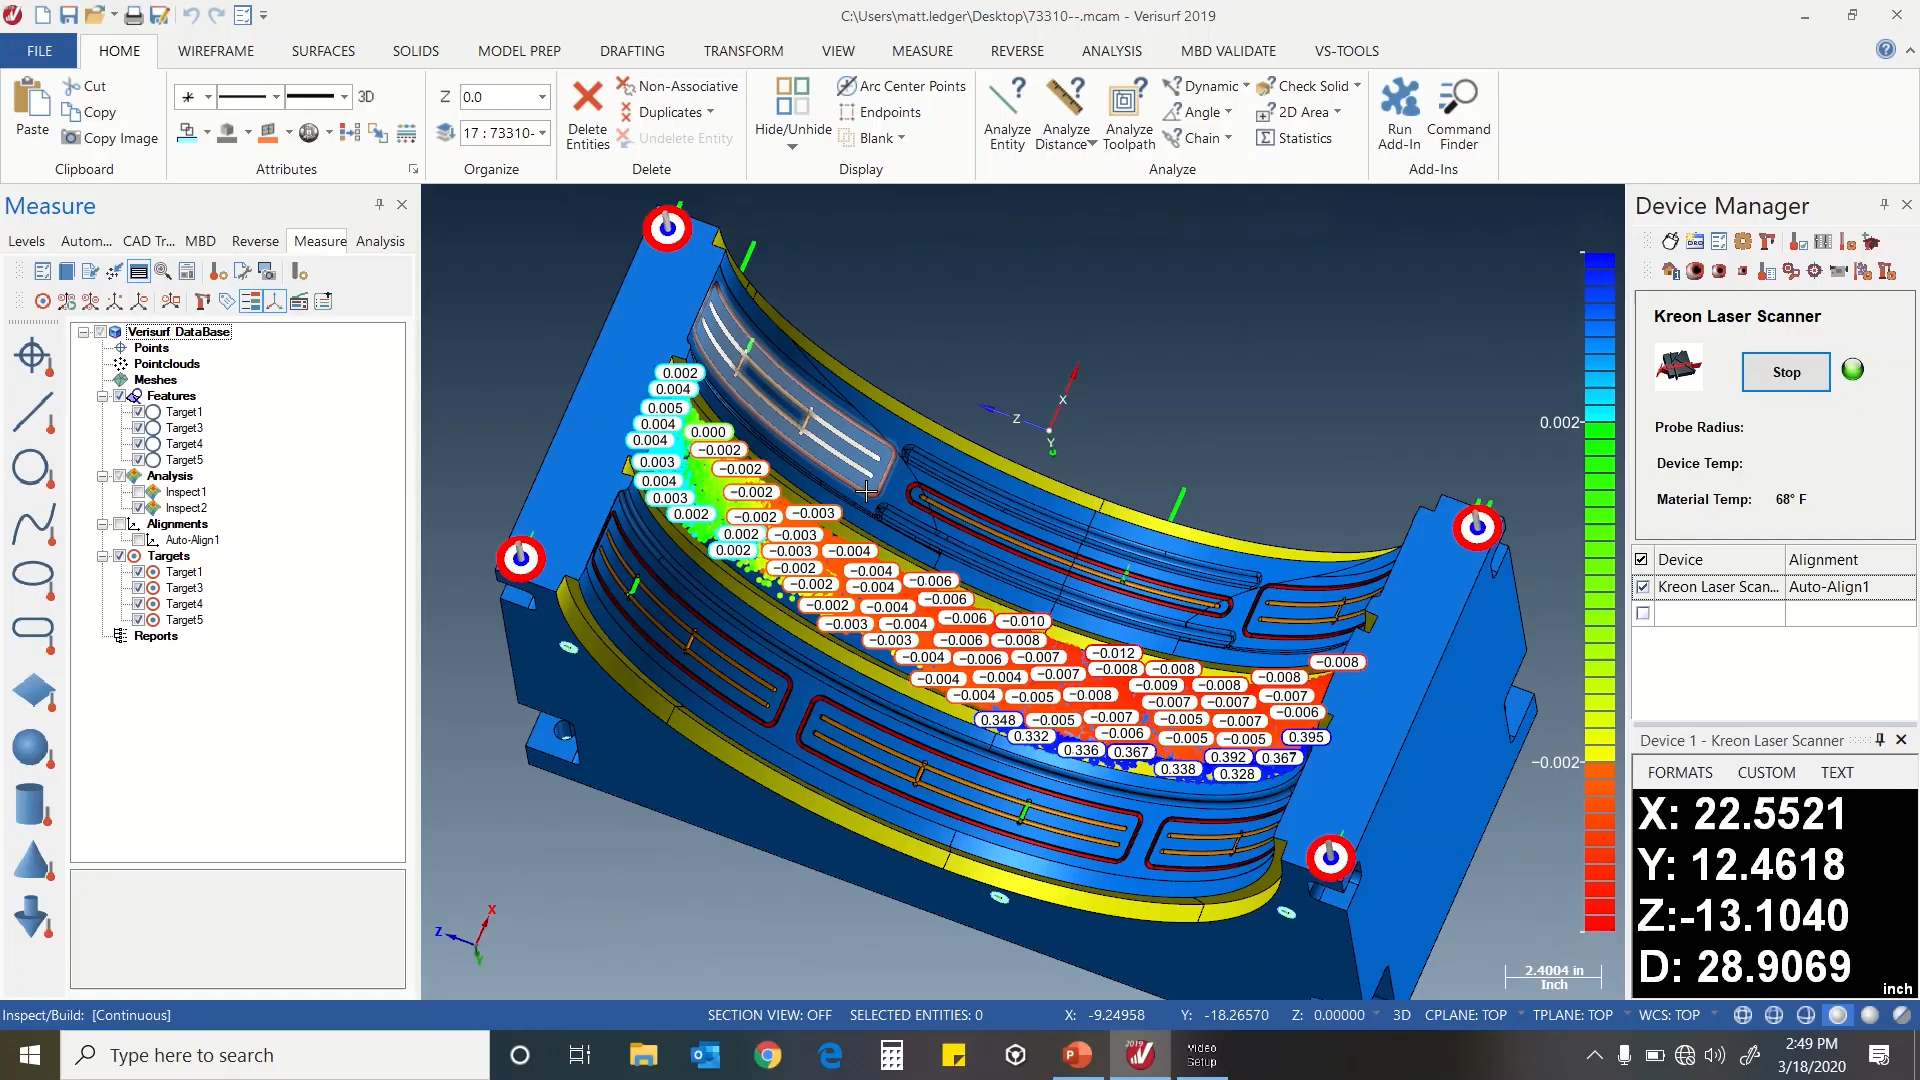 C:\Users\matt.ledger\Desktop\73310--.mcam - Verisurf 2019
FILE HOME WIREFRAME SURFACES SOLIDS MODEL PREP DRAFTING TRANSFORM VIEW MEASURE REVERSE ANALYSIS MBD VALIDATE VS-TOOLS
Paste
Cut
Copy
Copy Image
Clipboard
3D
Attributes
Z 0.0
17 : 73310-
Organize
Delete Entities
Non-Associative
Duplicates
Undelete Entity
Delete
Hide/Unhide
Arc Center Points
Endpoints
Blank
Display
Analyze Entity
Analyze Distance
Analyze Toolpath
Dynamic
Angle
Chain
Check Solid
2D Area
Statistics
Analyze
Run Add-In
Command Finder
Add-Ins
Measure
Levels Autom... CAD Tr... MBD Reverse Measure Analysis
Verisurf DataBase
Points
Pointclouds
Meshes
Features
Target1
Target3
Target4
Target5
Analysis
Inspect1
Inspect2
Alignments
Auto-Align1
Targets
Target1
Target3
Target4
Target5
Reports
0.002
0.004
0.005
0.004
0.004 0.000
-0.002
0.003 -0.002
0.004
0.003 -0.002
0.002 -0.002 -0.003
0.002 -0.003
0.002 -0.003 -0.004
-0.002 -0.004
-0.002 -0.004 -0.006
-0.002 -0.004 -0.006
-0.003 -0.004 -0.006 -0.010
-0.003 -0.006 -0.008
-0.004 -0.006 -0.007 -0.012 -0.008
-0.004 -0.004 -0.007 -0.008 -0.008 -0.008
-0.004 -0.005 -0.008 -0.009 -0.008 -0.007
-0.007 -0.007 -0.006
0.348 -0.005 -0.007 -0.005 -0.007
0.332 -0.006 -0.005 -0.005 0.395
0.336 0.367 0.392 0.367
0.338 0.328
X
Z
Y
X
Z
Y
0.002
-0.002
2.4004 in
Inch
Device Manager
Kreon Laser Scanner
Stop
Probe Radius:
Device Temp:
Material Temp: 68° F
Device Alignment
Kreon Laser Scan... Auto-Align1
Device 1 - Kreon Laser Scanner
FORMATS CUSTOM TEXT
X: 22.5521
Y: 12.4618
Z:-13.1040
D: 28.9069
inch
Inspect/Build: [Continuous] SECTION VIEW: OFF SELECTED ENTITIES: 0 X: -9.24958 Y: -18.26570 Z: 0.00000 3D CPLANE: TOP TPLANE: TOP WCS: TOP
Type here to search
2019
Video Setup
2:49 PM
3/18/2020